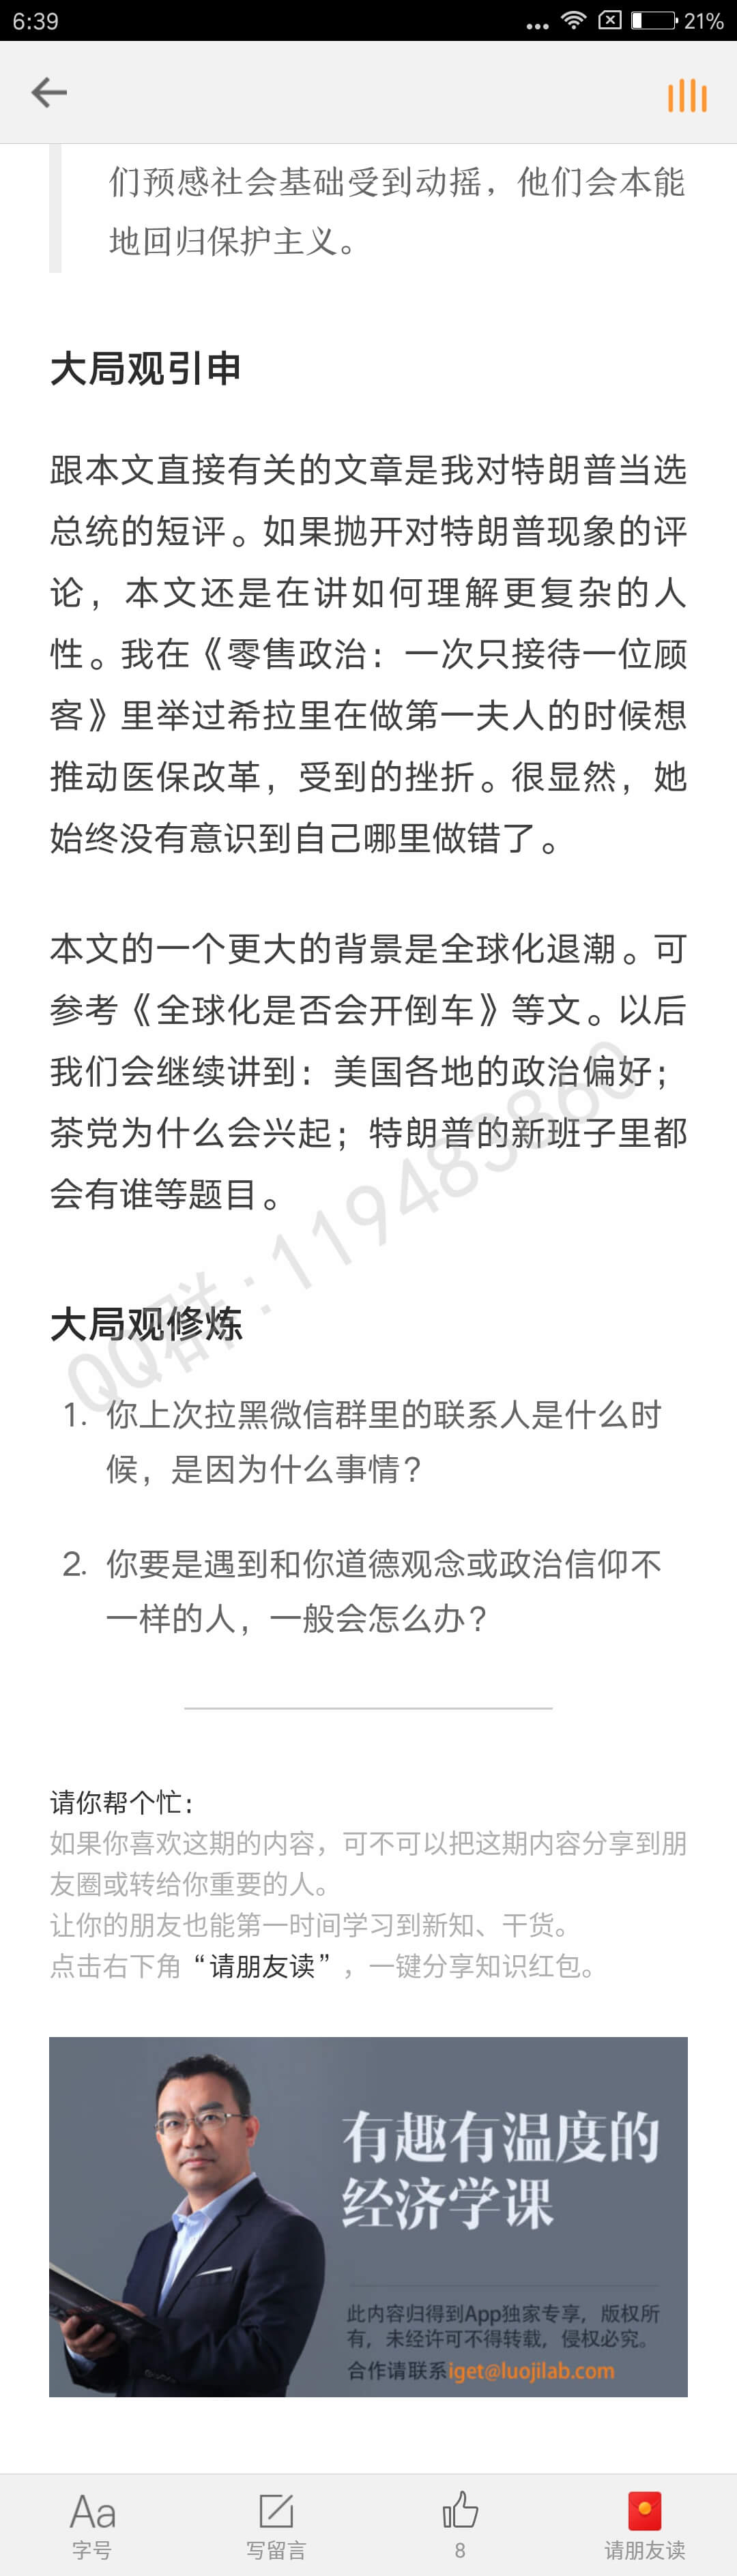 6:39
21%
们预感社会基础受到动摇，他们会本能
地回归保护主义。
大局观引申
跟本文直接有关的文章是我对特朗普当选
总统的短评。如果抛开对特朗普现象的评
论，本文还是在讲如何理解更复杂的人
性。我在《零售政治：一次只接待一位顾
客》里举过希拉里在做第一夫人的时候想
推动医保改革，受到的挫折。很显然，她
始终没有意识到自己哪里做错了。
本文的一个更大的背景是全球化退潮。可
参考《全球化是否会开倒车》等文。以后
我们会继续讲到：美国各地的政治偏好；
茶党为什么会兴起；特朗普的新班子里都
会有谁等题目。
QQ群:119483860
大局观修炼
1. 你上次拉黑微信群里的联系人是什么时
候，是因为什么事情？
2. 你要是遇到和你道德观念或政治信仰不
一样的人，一般会怎么办？
请你帮个忙：
如果你喜欢这期的内容，可不可以把这期内容分享到朋
友圈或转给你重要的人。
让你的朋友也能第一时间学习到新知、干货。
点击右下角“请朋友读”，一键分享知识红包。
有趣有温度的
经济学课
此内容归得到App独家专享，版权所
有，未经许可不得转载，侵权必究。
合作请联系iget@luojilab.com
Aa
字号
写留言
8
请朋友读